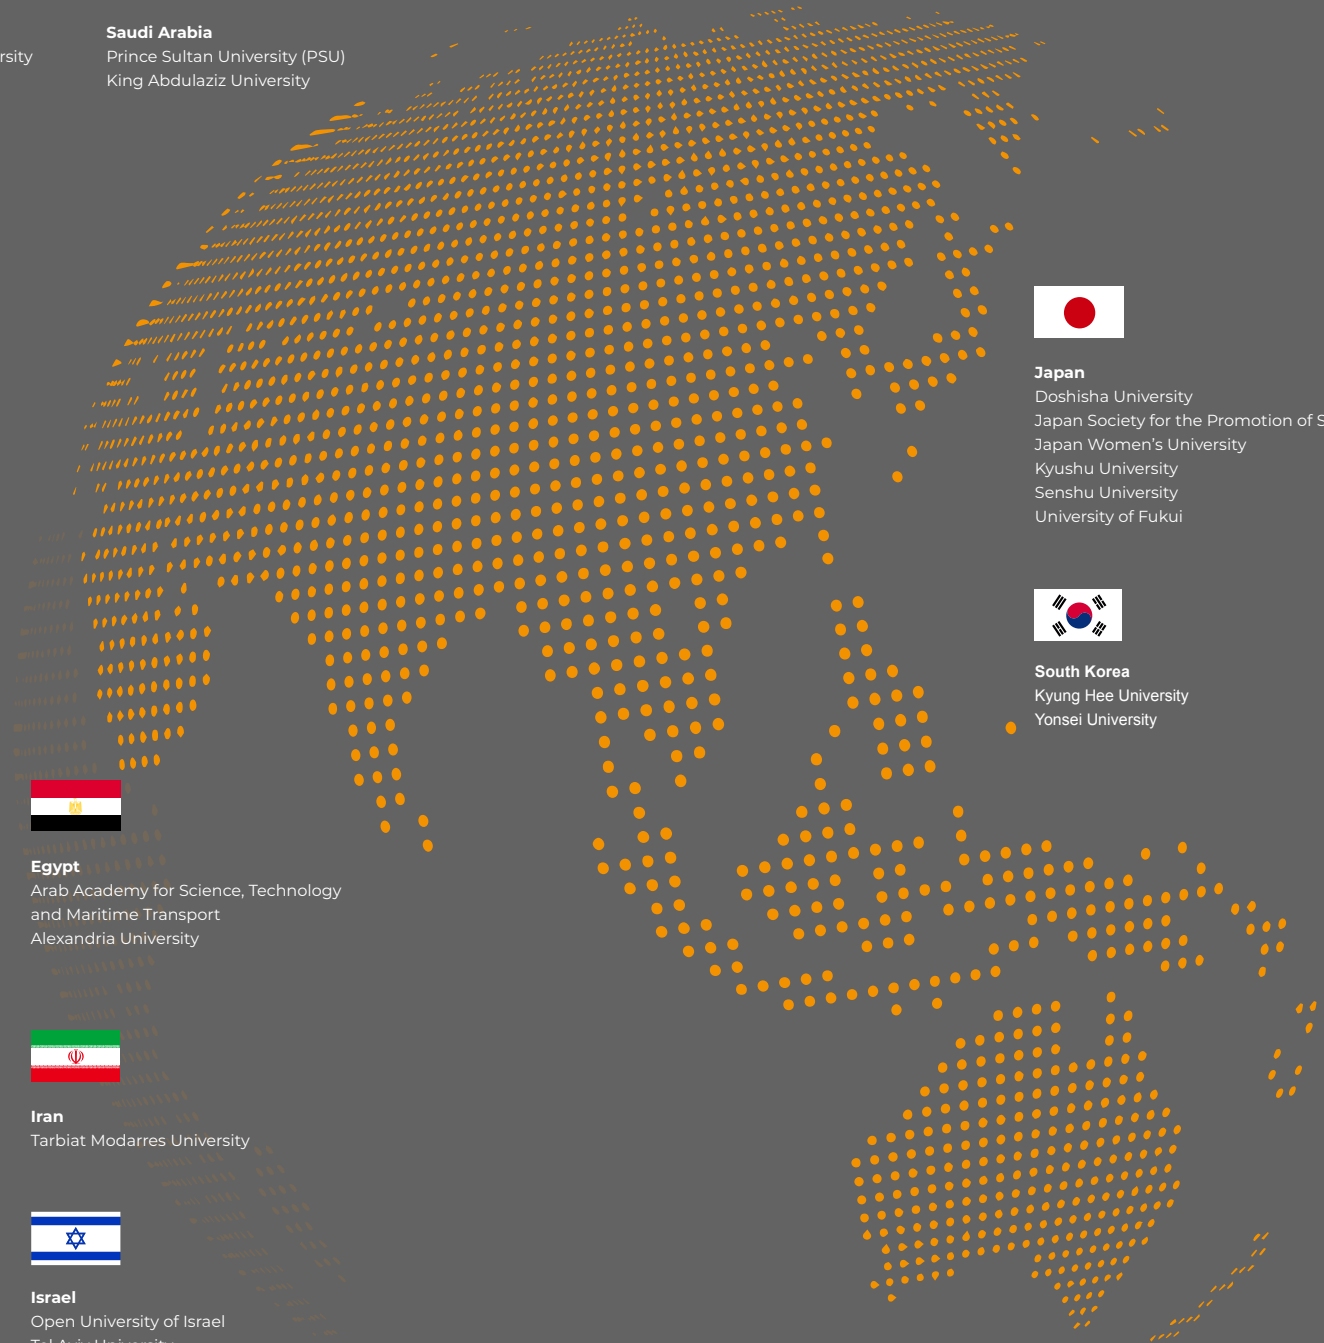 Saudi Arabia
Prince Sultan University (PSU)
King Abdulaziz University
Japan
Doshisha University
Japan Society for the Promotion of S
Japan Women’s University
Kyushu University
Senshu University
University of Fukui
South Korea
Kyung Hee University
Yonsei University
Egypt
Arab Academy for Science, Technology
and Maritime Transport
Alexandria University
Iran
Tarbiat Modarres University
Israel
Open University of Israel